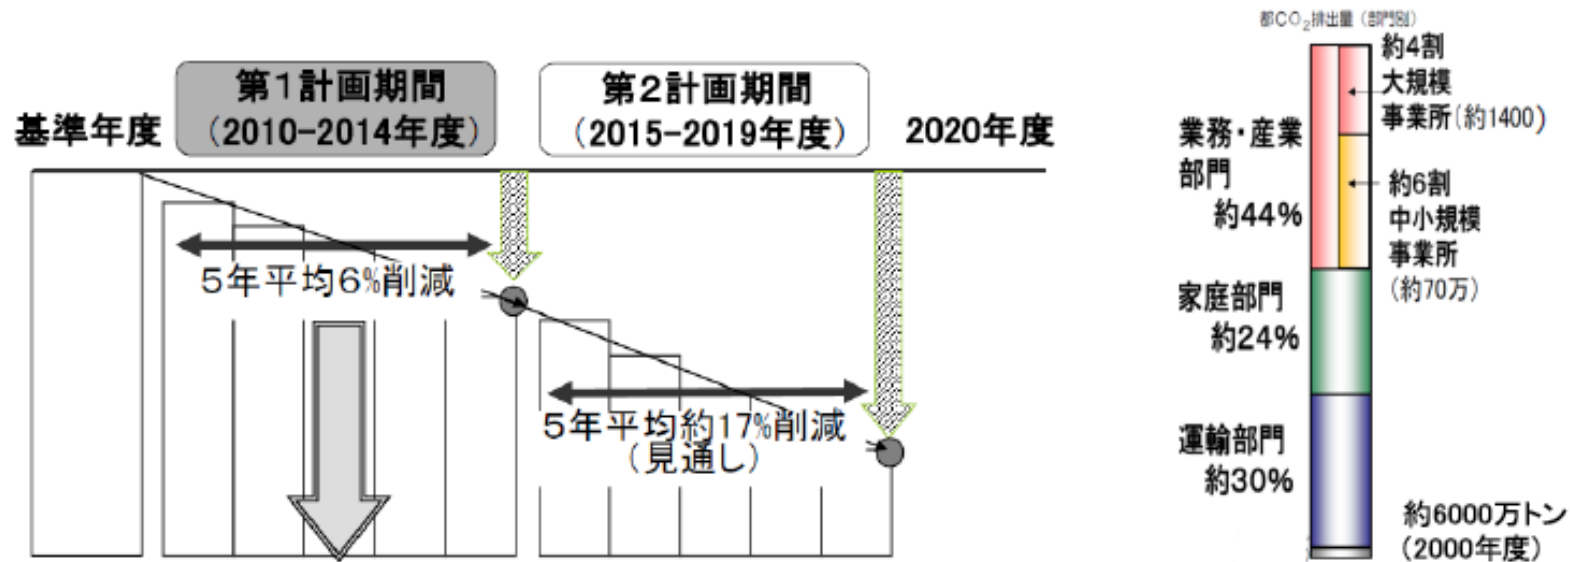 基準年度
第1計画期間
（2010-2014年度）
第2計画期間
（2015-2019年度）
2020年度
5年平均6%削減
5年平均約17%削減
（見通し）
都CO₂排出量（部門別）
業務・産業
部門
約44%
約4割
大規模
事業所（約1400）
約6割
中小規模
事業所
（約70万）
家庭部門
約24%
運輸部門
約30%
約6000万トン
（2000年度）